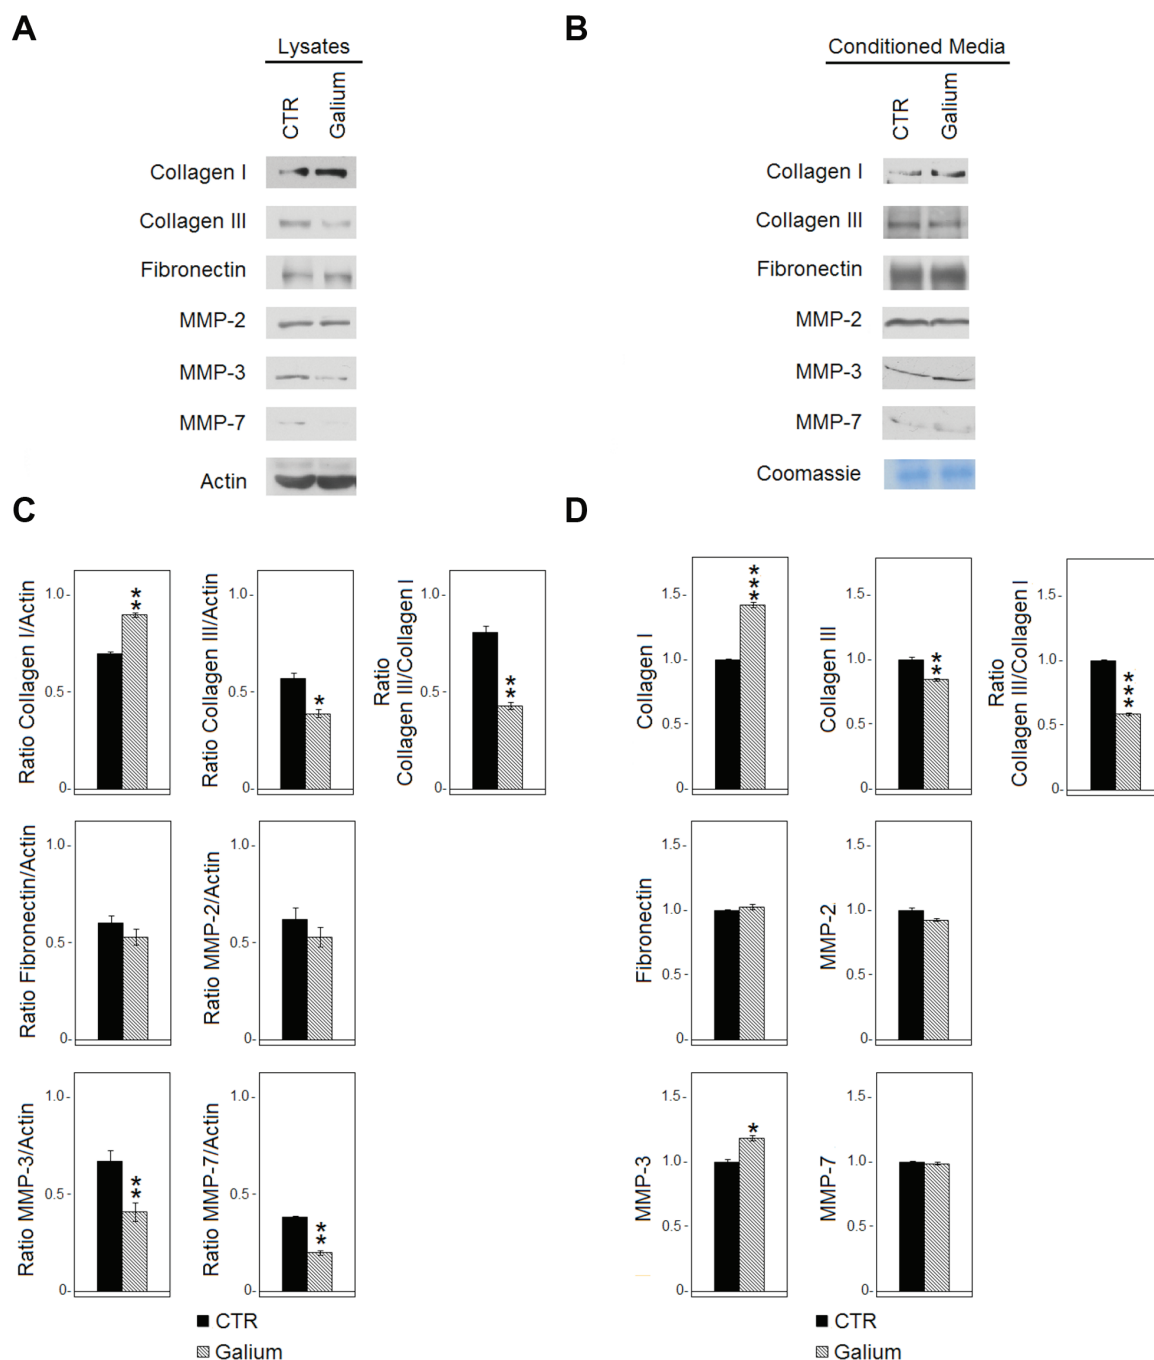 A
Lysates
CTR
Galium
Collagen I
Collagen III
Fibronectin
MMP-2
MMP-3
MMP-7
Actin
B
Conditioned Media
CTR
Galium
Collagen I
Collagen III
Fibronectin
MMP-2
MMP-3
MMP-7
Coomassie
C
Ratio Collagen I/Actin
1.0-
0.5-
0-
**
Ratio Collagen III/Actin
1.0-
0.5-
0-
*
Ratio
Collagen III/Collagen I
1.0-
0.5-
0-
**
Ratio Fibronectin/Actin
1.0-
0.5-
0-
Ratio MMP-2/Actin
1.0-
0.5-
0-
Ratio MMP-3/Actin
1.0-
0.5-
0-
**
Ratio MMP-7/Actin
1.0-
0.5-
0-
**
CTR
Galium
D
Collagen I
1.5-
1.0-
0.5-
0-
***
Collagen III
1.5-
1.0-
0.5-
0-
**
Ratio
Collagen III/Collagen I
1.5-
1.0-
0.5-
0-
***
Fibronectin
1.5-
1.0-
0.5-
0-
MMP-2
1.5-
1.0-
0.5-
0-
MMP-3
1.5-
1.0-
0.5-
0-
*
MMP-7
1.5-
1.0-
0.5-
0-
CTR
Galium